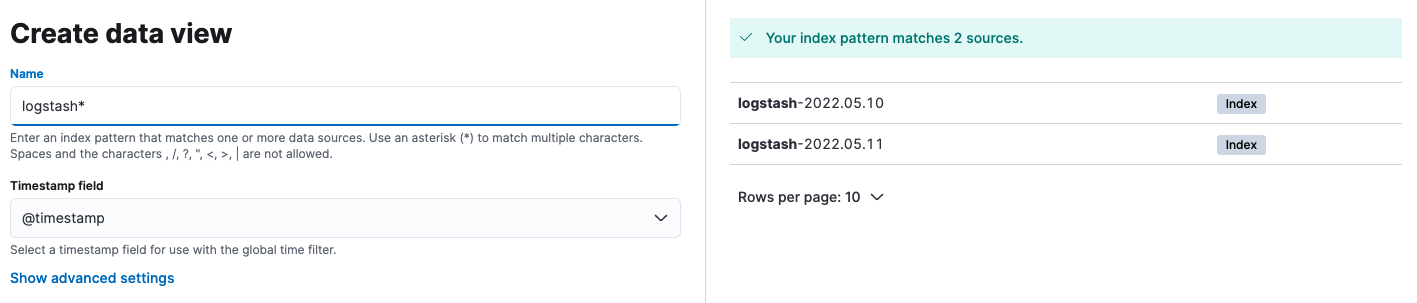 Create data view
Name
logstash*
Enter an index pattern that matches one or more data sources. Use an asterisk (*) to match multiple characters.
Spaces and the characters , /, ?, ", <, >, | are not allowed.
Timestamp field
@timestamp
Select a timestamp field for use with the global time filter.
Show advanced settings
Your index pattern matches 2 sources.
logstash-2022.05.10 Index
logstash-2022.05.11 Index
Rows per page: 10